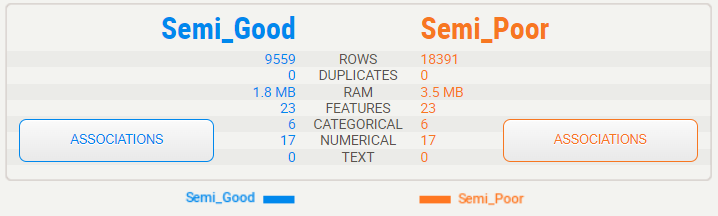 Semi_Good Semi_Poor
9559 ROWS 18391
0 DUPLICATES 0
1.8 MB RAM 3.5 MB
23 FEATURES 23
6 CATEGORICAL 6
ASSOCIATIONS 17 NUMERICAL 17 ASSOCIATIONS
0 TEXT 0
Semi_Good Semi_Poor